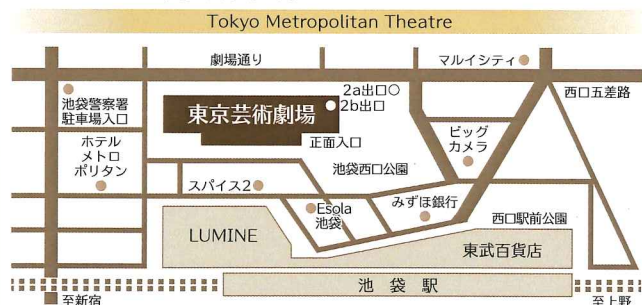 Tokyo Metropolitan Theatre
劇場通り
マルイシティ
2a出口
2b出口
西口五差路
池袋警察署
駐車場入口
東京芸術劇場
正面入口
ホテル
メトロ
ポリタン
ビッグ
カメラ
池袋西口公園
スパイス2
Esola
池袋
みずほ銀行
西口駅前公園
LUMINE
東武百貨店
池袋駅
至新宿
至上野